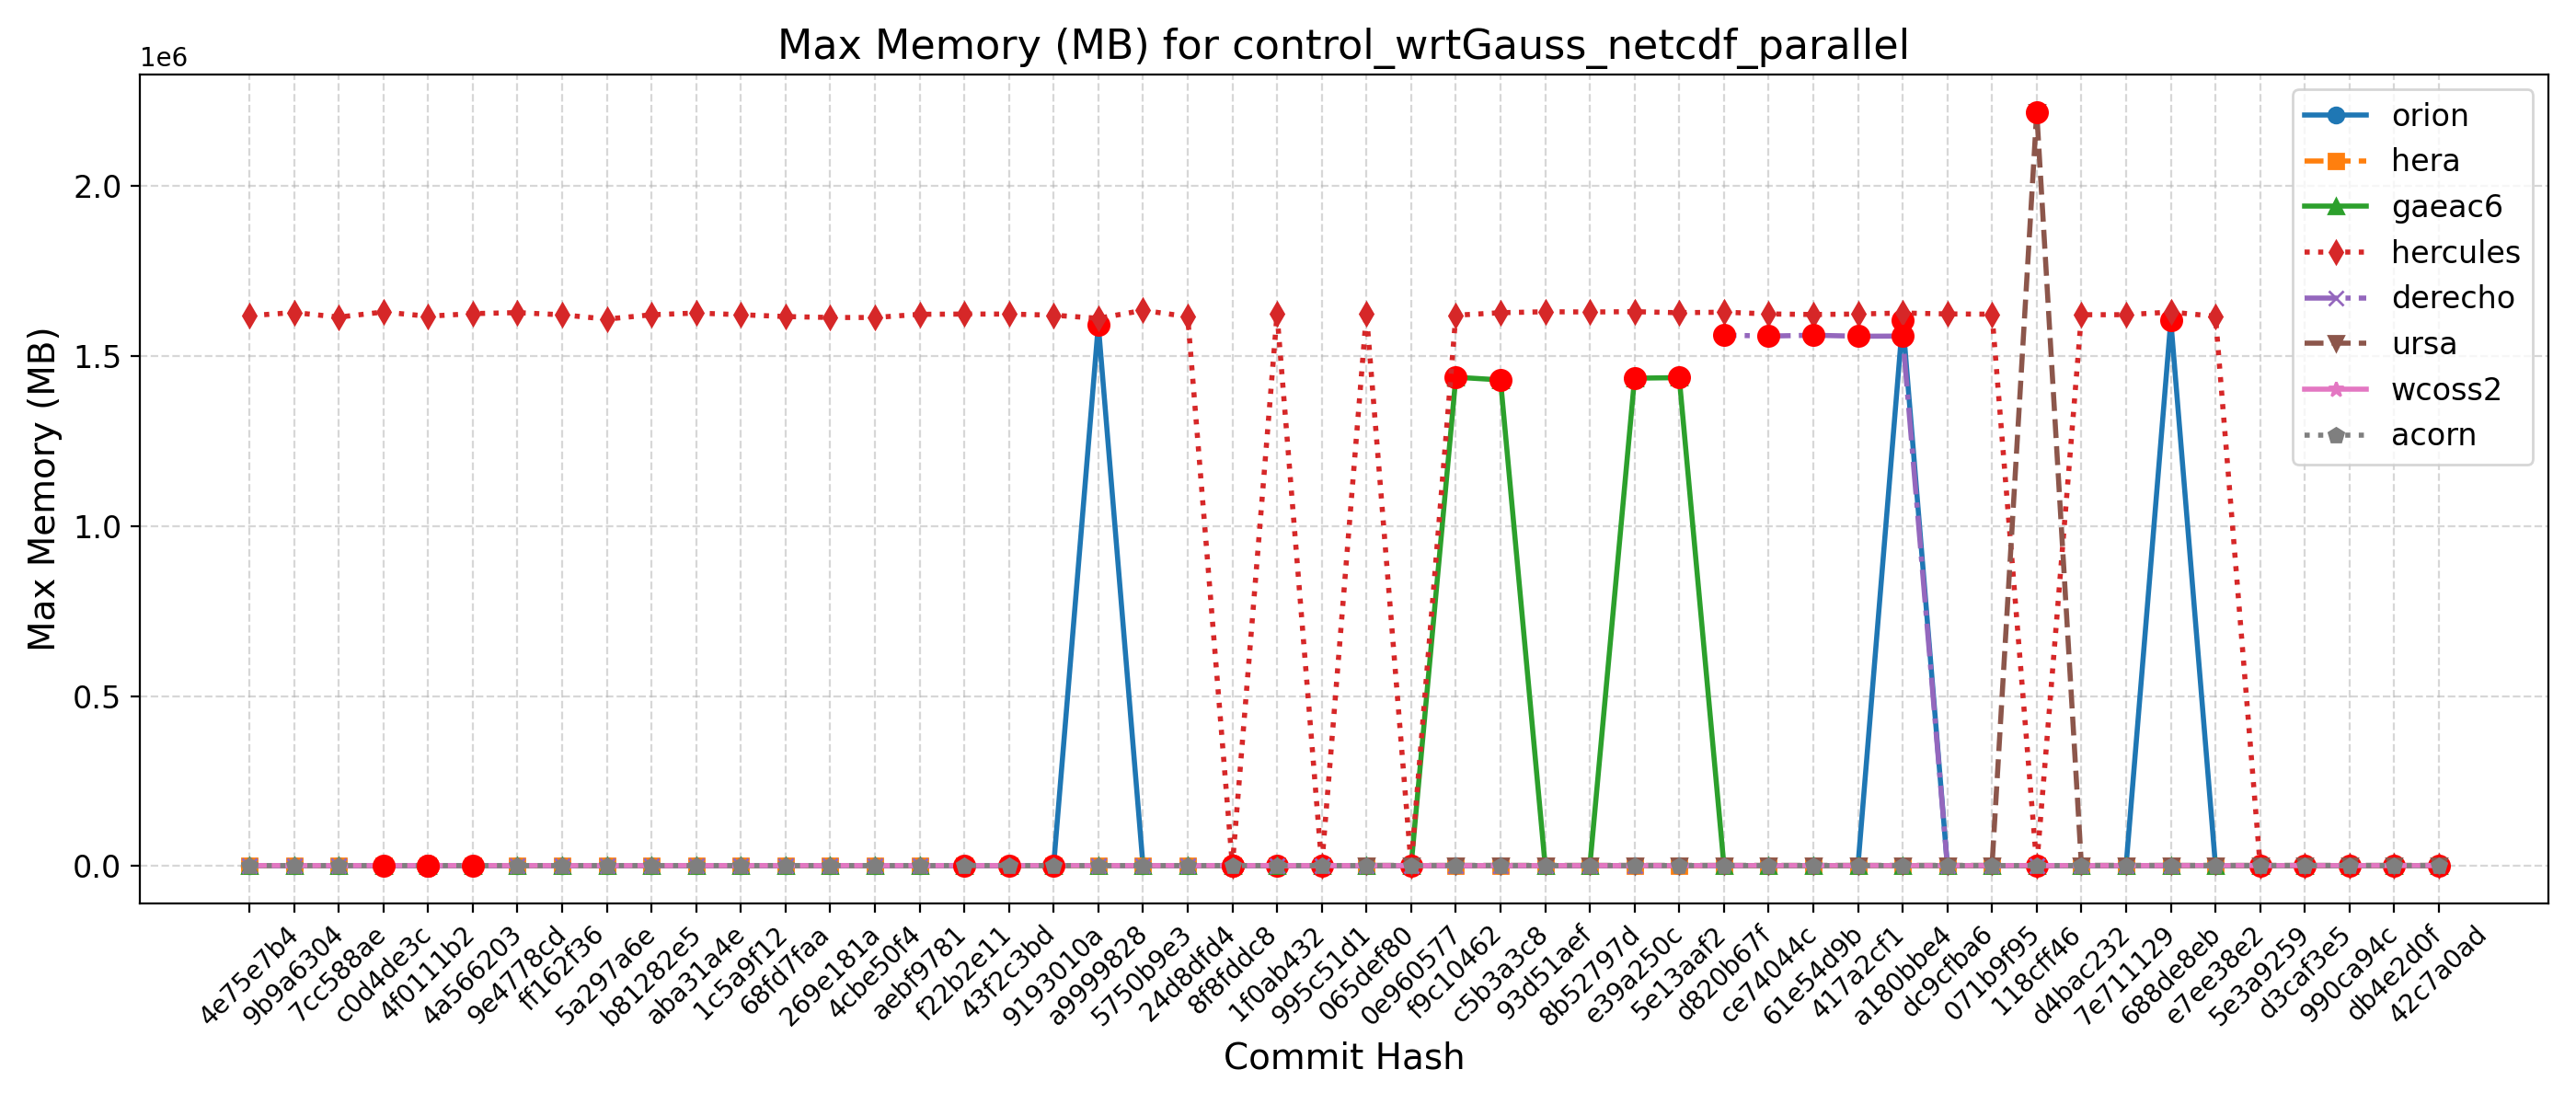 Max Memory (MB) for control_wrtGauss_netcdf_parallel
1e6
2.0
1.5
1.0
0.5
0.0
Max Memory (MB)
orion
hera
gaeac6
hercules
derecho
ursa
wcoss2
acorn
4e75e7b4
9b9a6304
7cc588ae
c0d4de3c
4f0111b2
4a566203
9e4778cd
ff162f36
5a297a6e
b81282e5
aba31a4e
1c5a9f12
68fd7faa
269e181a
4cbe50f4
aebf9781
f22b2e11
43f2c3bd
9193010a
a9999828
5750b9e3
24d8dfd4
8f8fddc8
1f0ab432
995c51d1
065def80
0e960577
f9c10462
c5b3a3c8
93d51aef
8b52797d
e39a250c
5e13aaf2
d820b67f
ce74044c
61e54d9b
417a2cf1
a180bbe4
dc9cfba6
071b9f95
118cff46
d4bac232
7e711129
688de8eb
e7ee38e2
5e3a9259
d3caf3e5
990ca94c
db4e2d0f
42c7a0ad
Commit Hash